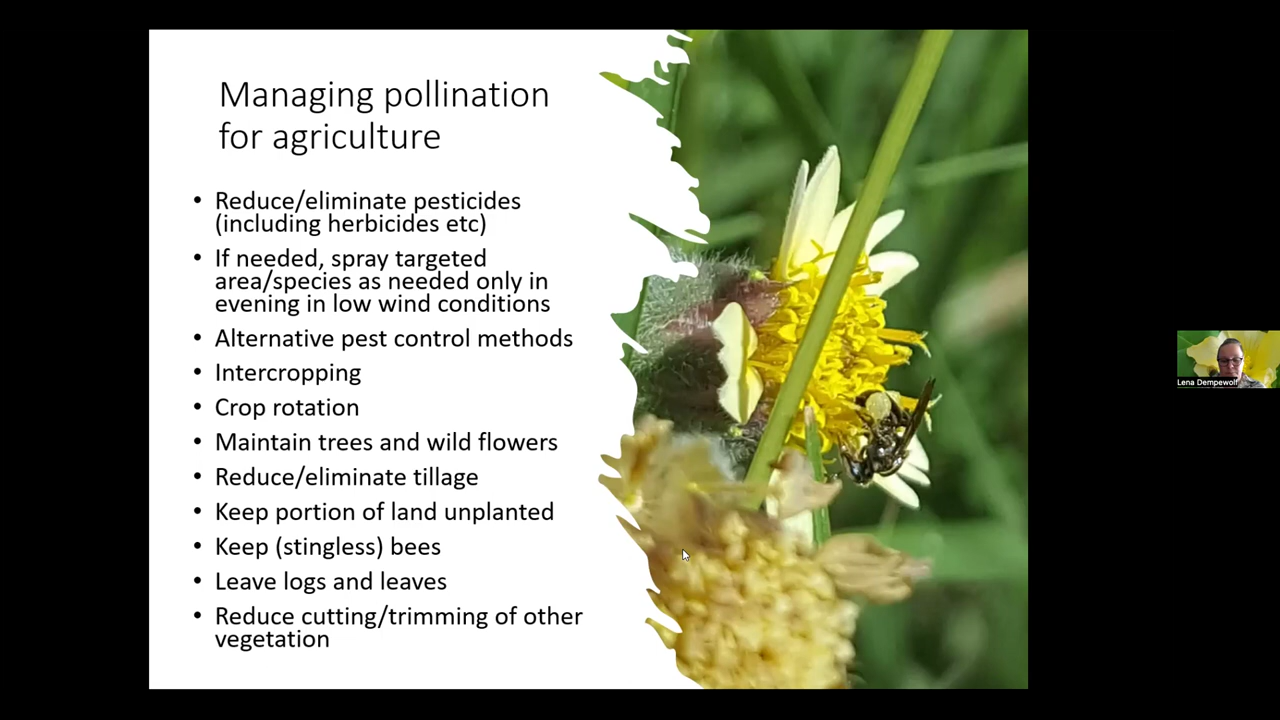 Managing pollination
for agriculture
• Reduce/eliminate pesticides
(including herbicides etc)
• If needed, spray targeted
area/species as needed only in
evening in low wind conditions
• Alternative pest control methods
• Intercropping
• Crop rotation
• Maintain trees and wild flowers
• Reduce/eliminate tillage
• Keep portion of land unplanted
• Keep (stingless) bees
• Leave logs and leaves
• Reduce cutting/trimming of other
vegetation
Lena Dempewolf